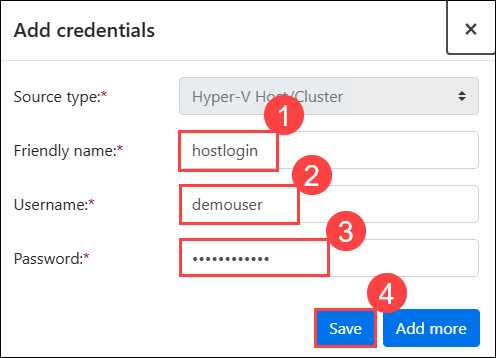 Add credentials ×
Source type:* Hyper-V Host/Cluster
1
Friendly name:* hostlogin
2
Username:* demouser
3
Password:* ••••••••••••
4
Save Add more